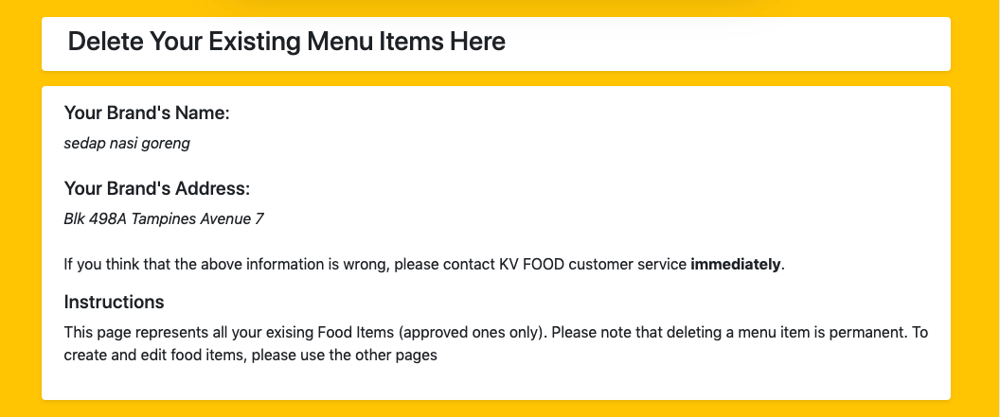 Delete Your Existing Menu Items Here
Your Brand's Name:
sedap nasi goreng
Your Brand's Address:
Blk 498A Tampines Avenue 7
If you think that the above information is wrong, please contact KV FOOD customer service immediately.
Instructions
This page represents all your exising Food Items (approved ones only). Please note that deleting a menu item is permanent. To
create and edit food items, please use the other pages